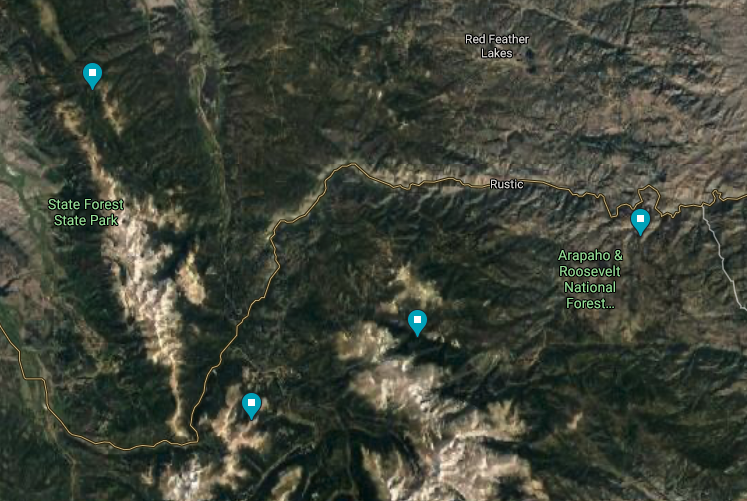 Red Feather
Lakes
Rustic
State Forest
State Park
Arapaho &
Roosevelt
National
Forest...